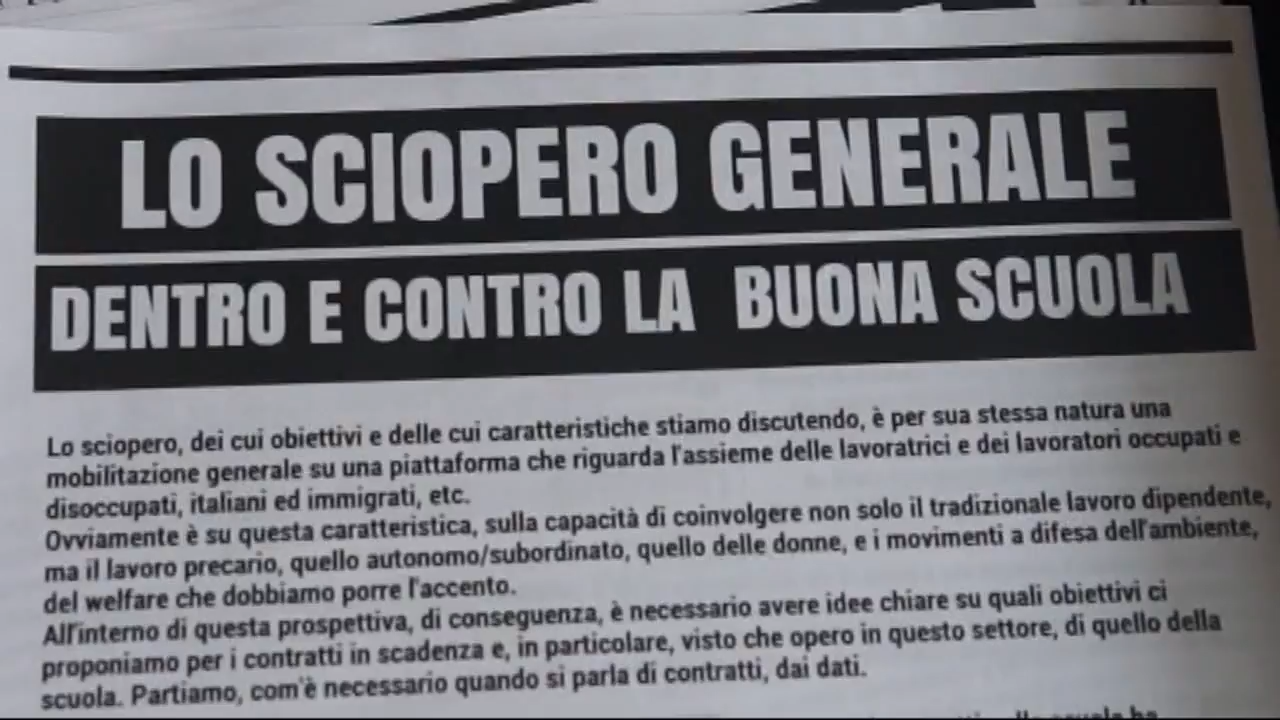 LO SCIOPERO GENERALE
DENTRO E CONTRO LA BUONA SCUOLA
Lo sciopero, dei cui obiettivi e delle cui caratteristiche stiamo discutendo, è per sua stessa natura una
mobilitazione generale su una piattaforma che riguarda l'assieme delle lavoratrici e dei lavoratori occupati e
disoccupati, italiani ed immigrati, etc.
Ovviamente è su questa caratteristica, sulla capacità di coinvolgere non solo il tradizionale lavoro dipendente,
ma il lavoro precario, quello autonomo/subordinato, quello delle donne, e i movimenti a difesa dell'ambiente,
del welfare che dobbiamo porre l'accento.
All'interno di questa prospettiva, di conseguenza, è necessario avere idee chiare su quali obiettivi ci
proponiamo per i contratti in scadenza e, in particolare, visto che opero in questo settore, di quello della
scuola. Partiamo, com'è necessario quando si parla di contratti, dai dati.